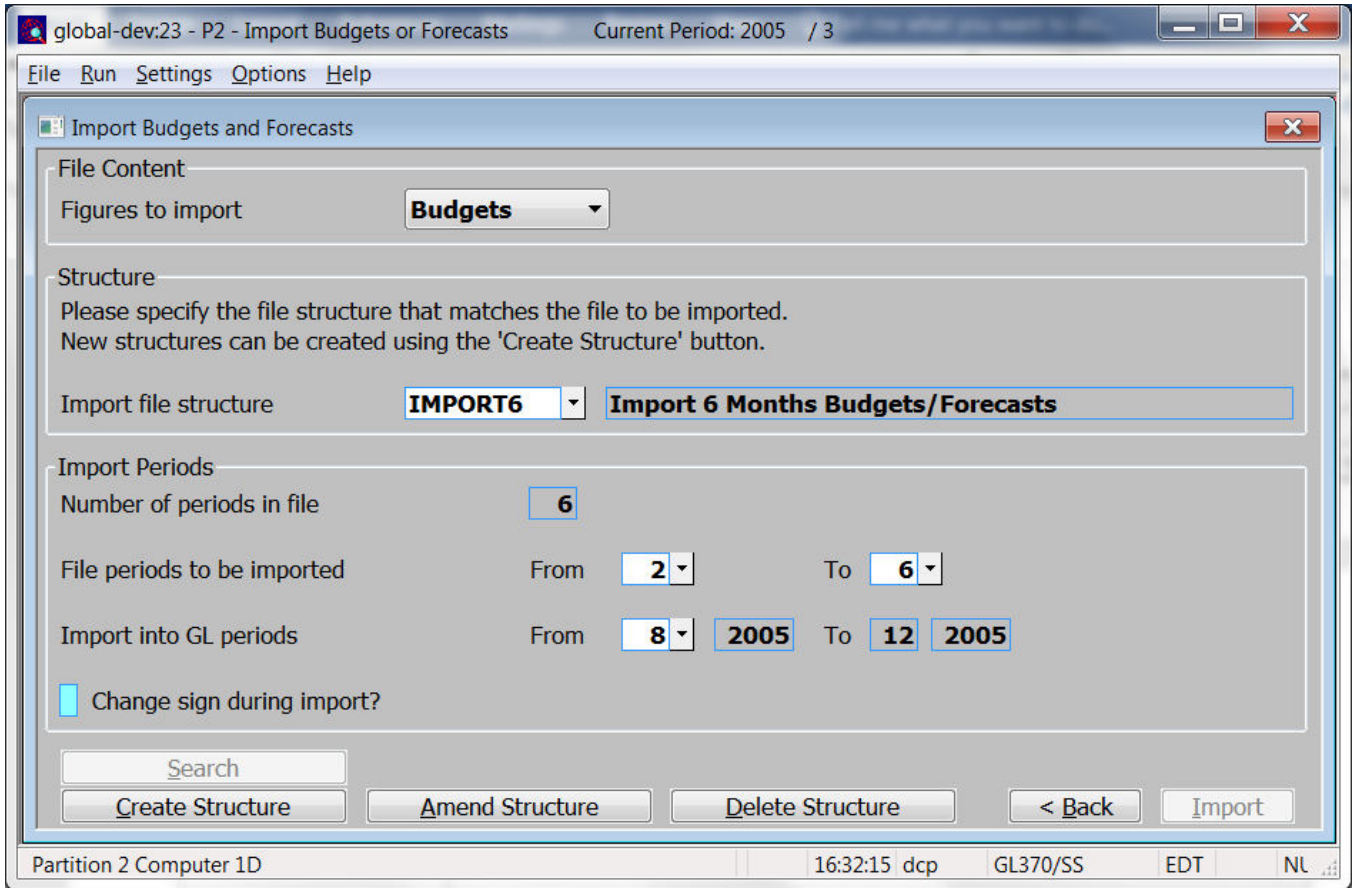 global-dev:23 - P2 - Import Budgets or Forecasts Current Period: 2005 / 3
File Run Settings Options Help
Import Budgets and Forecasts
File Content
Figures to import Budgets
Structure
Please specify the file structure that matches the file to be imported.
New structures can be created using the 'Create Structure' button.
Import file structure IMPORT6 Import 6 Months Budgets/Forecasts
Import Periods
Number of periods in file 6
File periods to be imported From 2 To 6
Import into GL periods From 8 2005 To 12 2005
Change sign during import?
Search
Create Structure Amend Structure Delete Structure < Back Import
Partition 2 Computer 1D 16:32:15 dcp GL370/SS EDT